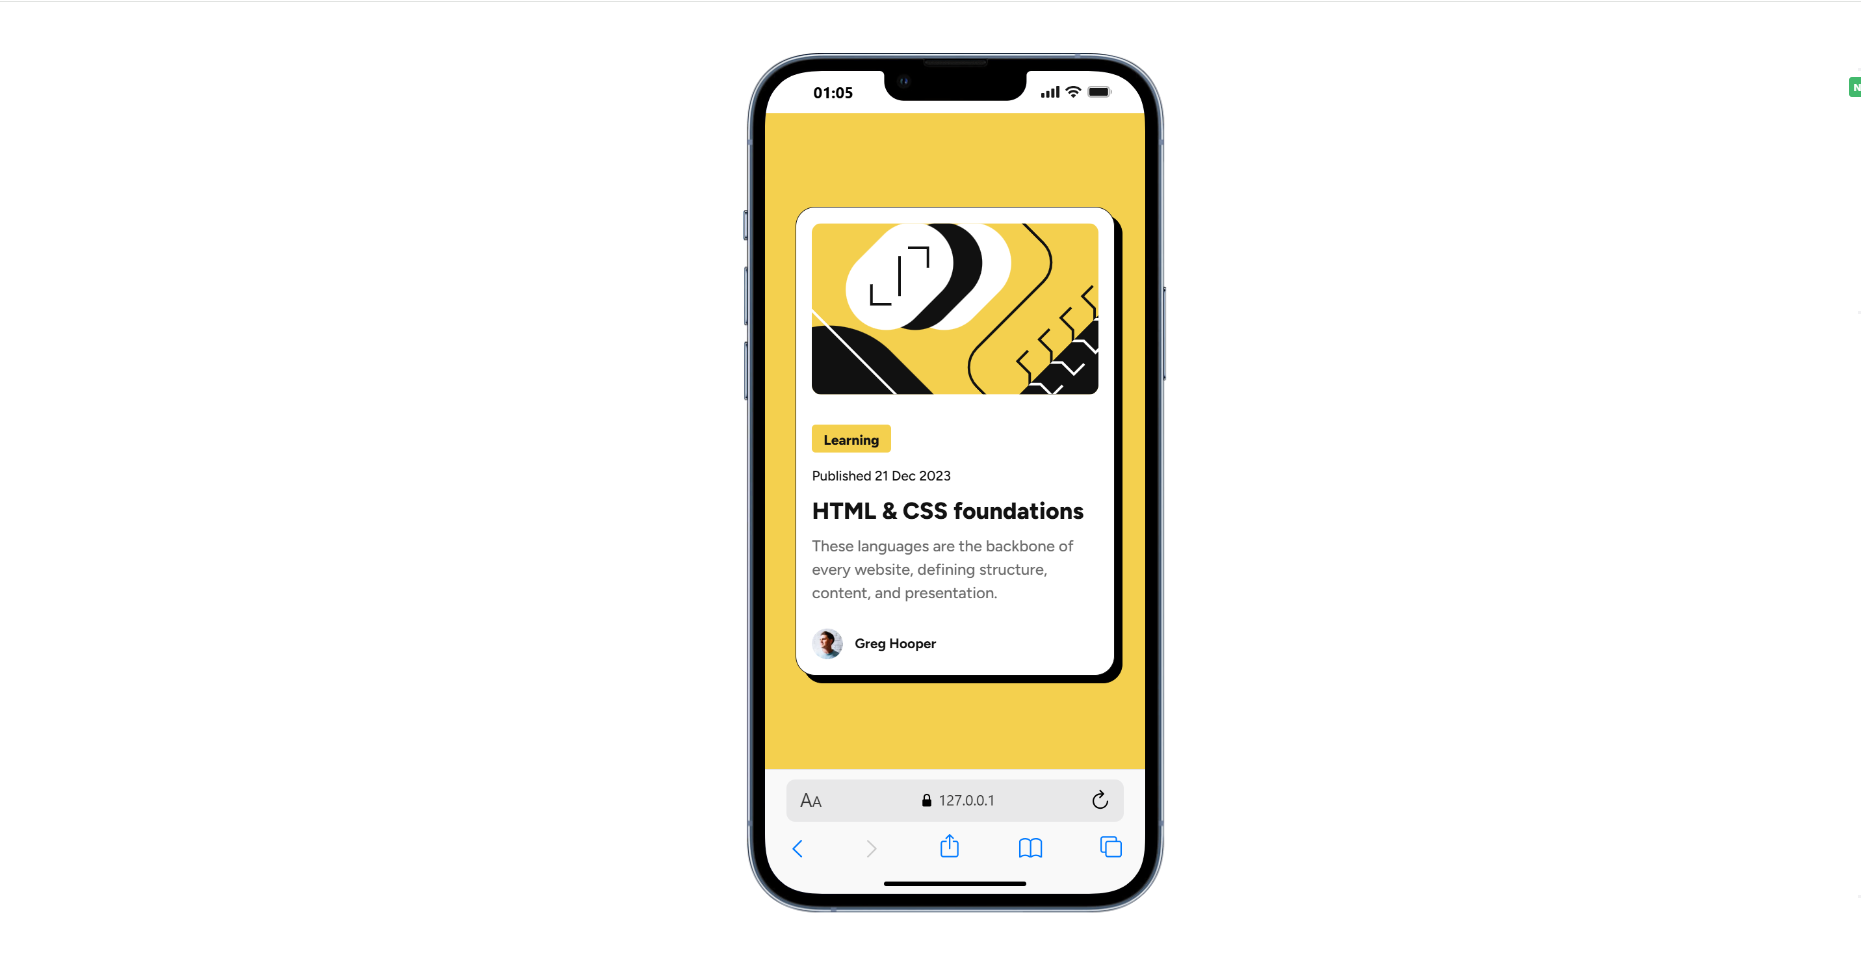 01:05
N
Learning
Published 21 Dec 2023
HTML & CSS foundations
These languages are the backbone of
every website, defining structure,
content, and presentation.
Greg Hooper
AA
127.0.0.1